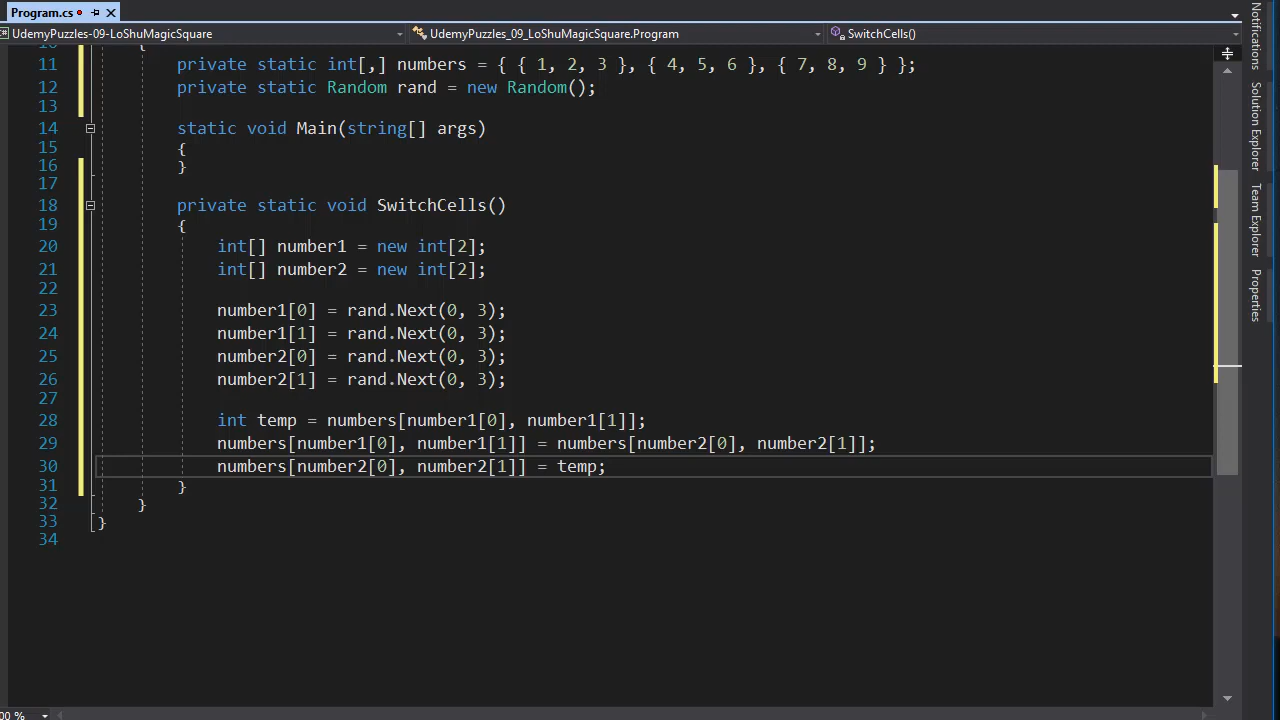 Program.cs
UdemyPuzzles-09-LoShuMagicSquare UdemyPuzzles_09_LoShuMagicSquare.Program SwitchCells()
10 {
11 private static int[,] numbers = { { 1, 2, 3 }, { 4, 5, 6 }, { 7, 8, 9 } };
12 private static Random rand = new Random();
13
14 static void Main(string[] args)
15 {
16 }
17
18 private static void SwitchCells()
19 {
20 int[] number1 = new int[2];
21 int[] number2 = new int[2];
22
23 number1[0] = rand.Next(0, 3);
24 number1[1] = rand.Next(0, 3);
25 number2[0] = rand.Next(0, 3);
26 number2[1] = rand.Next(0, 3);
27
28 int temp = numbers[number1[0], number1[1]];
29 numbers[number1[0], number1[1]] = numbers[number2[0], number2[1]];
30 numbers[number2[0], number2[1]] = temp;
31 }
32 }
33 }
34
00 %
Notifications
Solution Explorer
Team Explorer
Properties